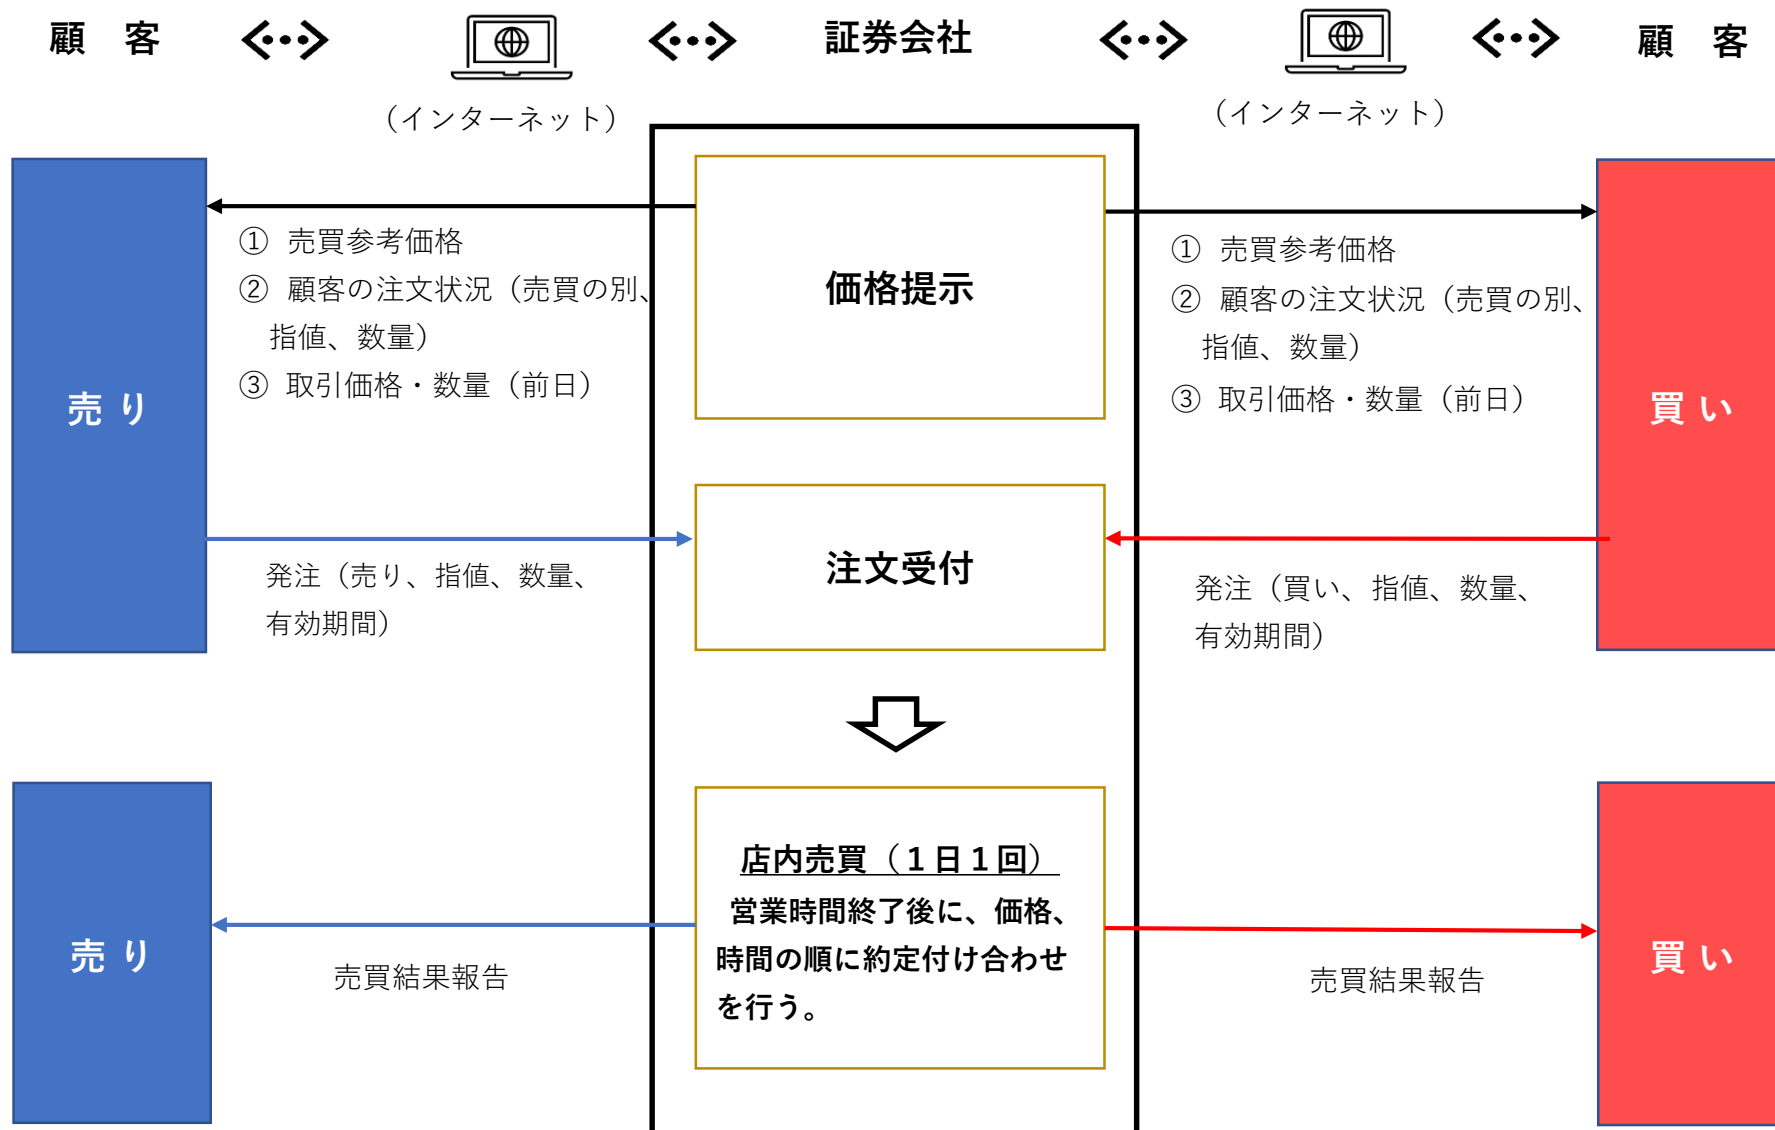 顧　客
証券会社
顧　客
（インターネット）
（インターネット）
売り
① 売買参考価格
② 顧客の注文状況（売買の別、
指値、数量）
③ 取引価格・数量（前日）
価格提示
① 売買参考価格
② 顧客の注文状況（売買の別、
指値、数量）
③ 取引価格・数量（前日）
買い
発注（売り、指値、数量、
有効期間）
注文受付
発注（買い、指値、数量、
有効期間）
売り
売買結果報告
店内売買（１日１回）
営業時間終了後に、価格、
時間の順に約定付け合わせ
を行う。
売買結果報告
買い